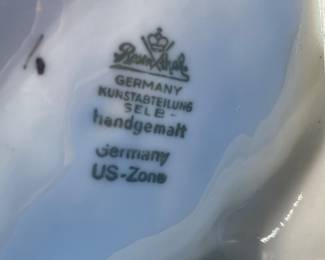 Rosenthal
GERMANY
KUNSTABTEILUNG
SELB -
handgemalt
Germany
US-Zone